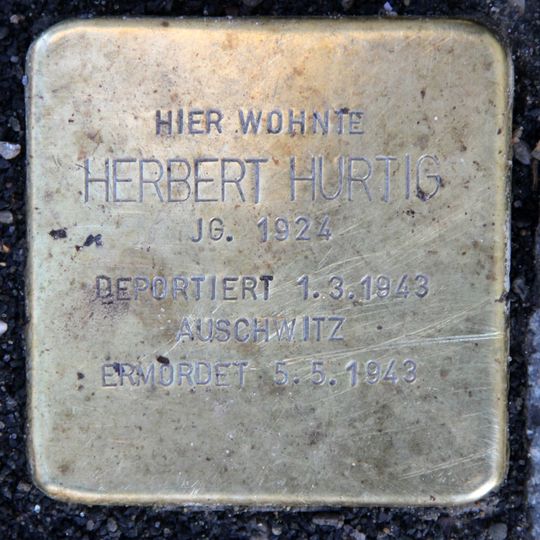 HIER WOHNTE
HERBERT HURTIG
JG. 1924
DEPORTIERT 1.3.1943
AUSCHWITZ
ERMORDET 5.5.1943